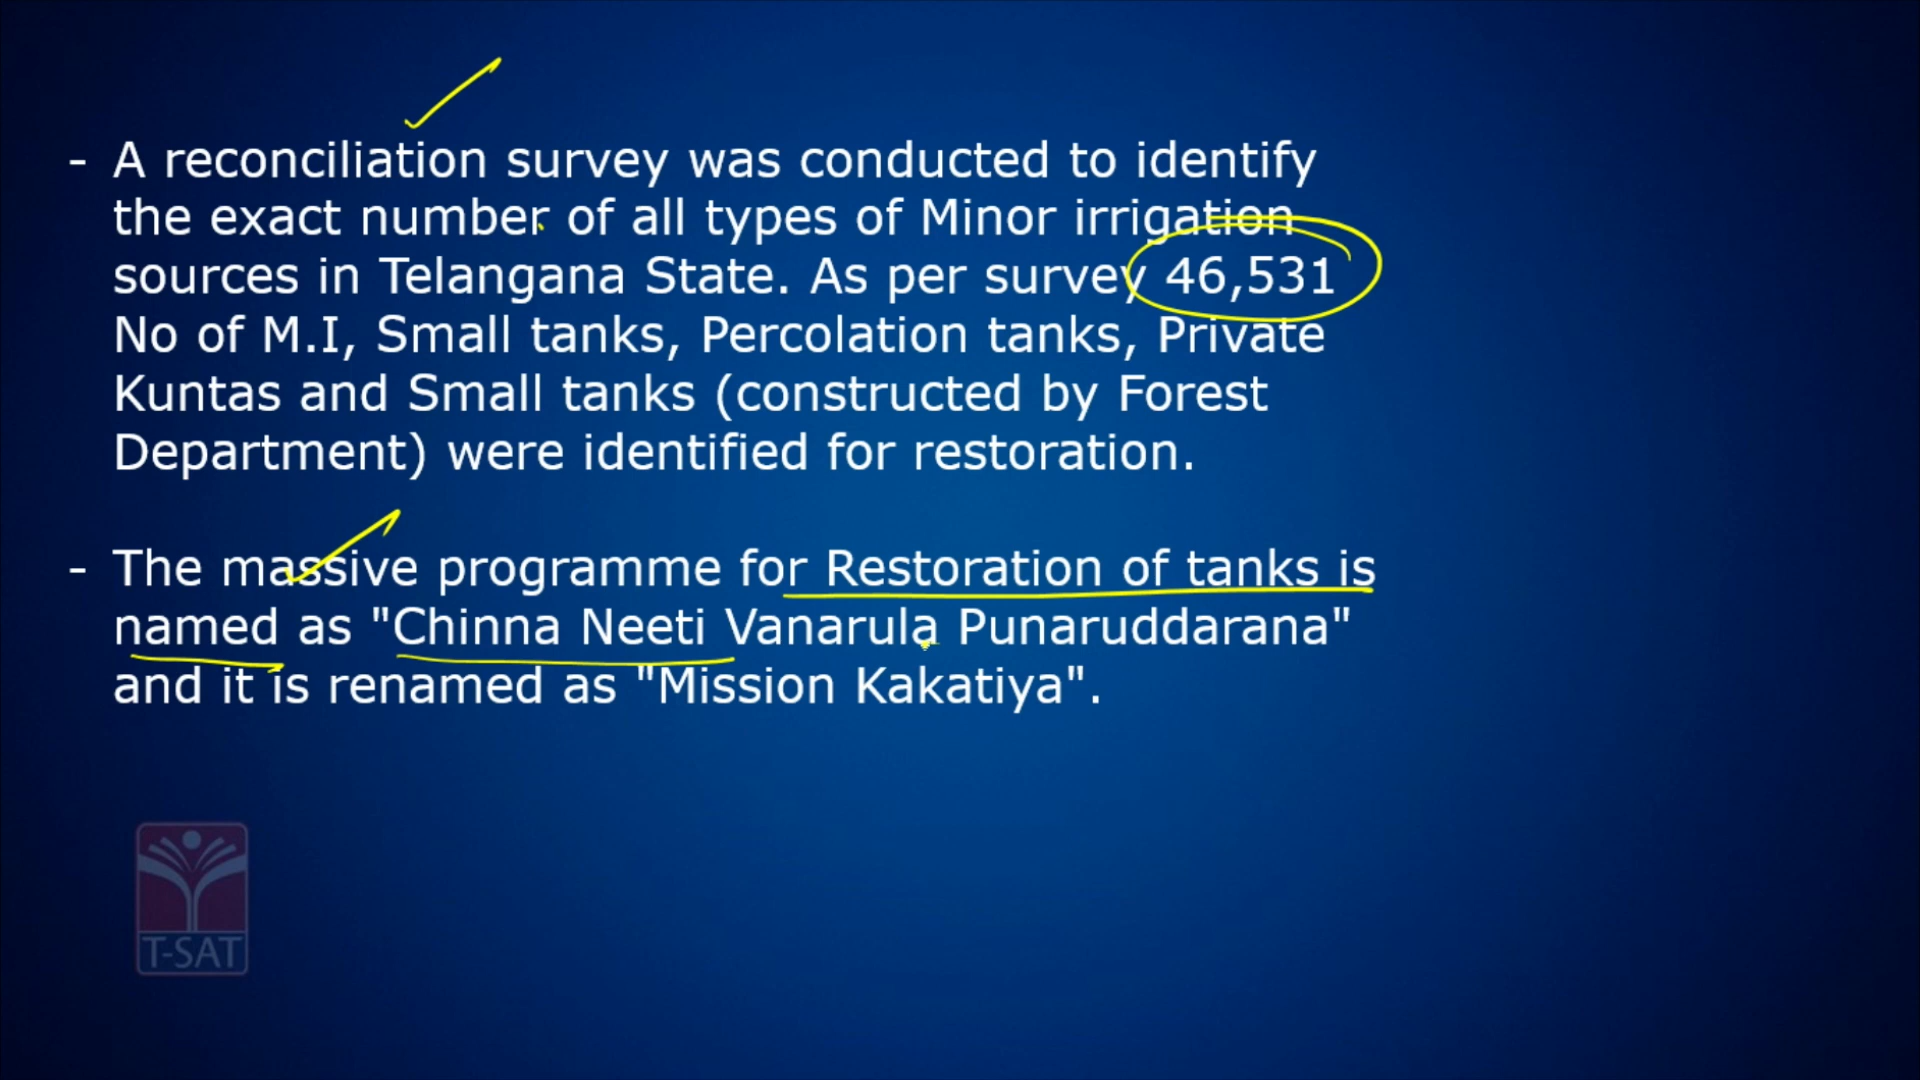 - A reconciliation survey was conducted to identify
the exact number of all types of Minor irrigation
sources in Telangana State. As per survey 46,531
No of M.I, Small tanks, Percolation tanks, Private
Kuntas and Small tanks (constructed by Forest
Department) were identified for restoration.
- The massive programme for Restoration of tanks is
named as "Chinna Neeti Vanarula Punaruddarana"
and it is renamed as "Mission Kakatiya".
T-SAT